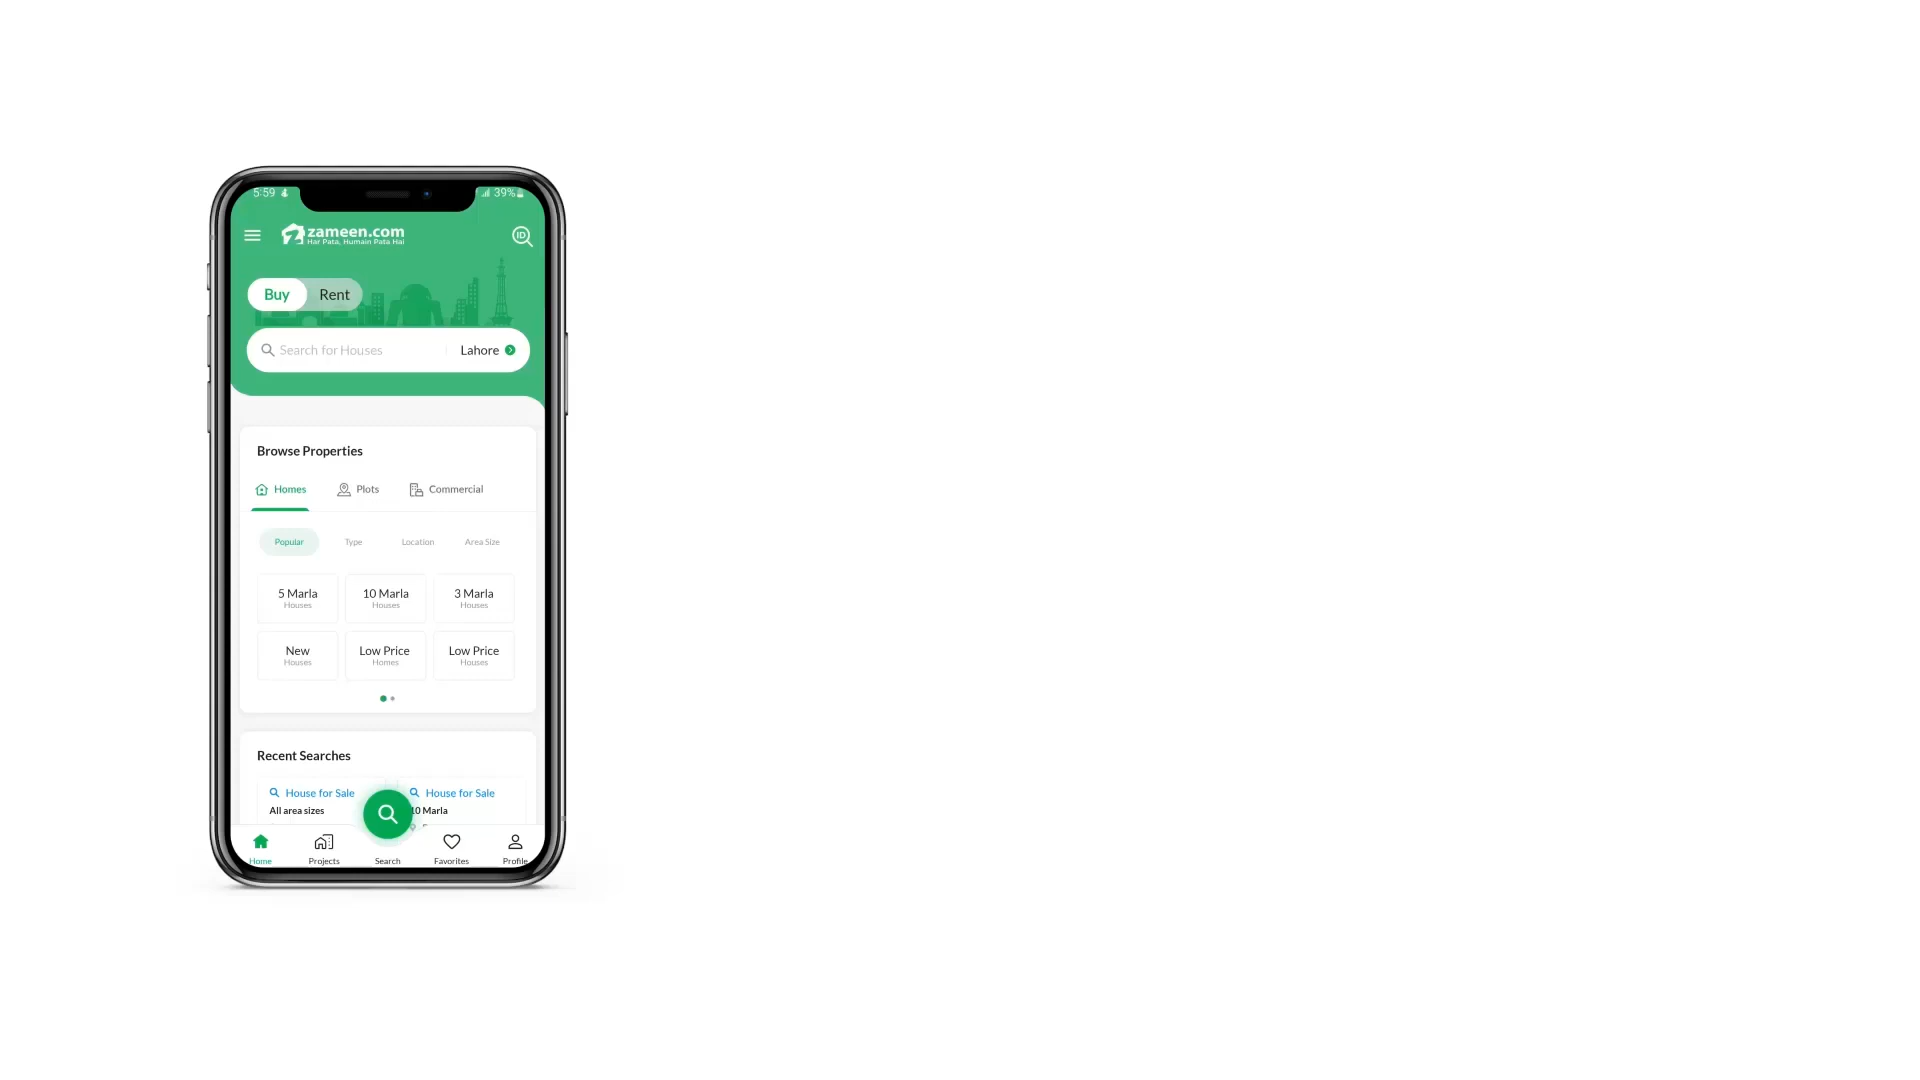 5:59 39%
zameen.com
Har Pata, Humain Pata Hai
ID
Buy Rent
Search for Houses Lahore
Browse Properties
Homes Plots Commercial
Popular Type Location Area Size
5 Marla 10 Marla 3 Marla
Houses Houses Houses
New Low Price Low Price
Houses Homes Houses
Recent Searches
House for Sale House for Sale
All area sizes 10 Marla
Home Projects Search Favorites Profile